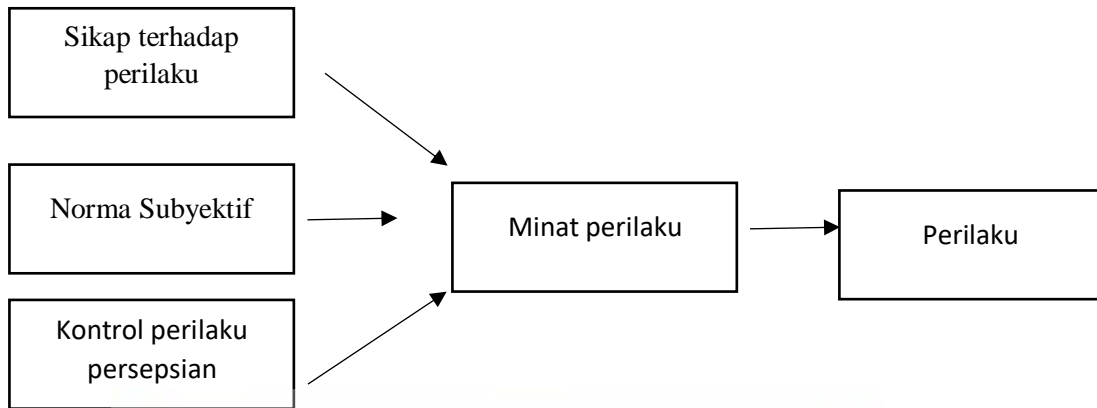 Sikap terhadap
perilaku
Norma Subyektif
Kontrol perilaku
persepsian
Minat perilaku
Perilaku